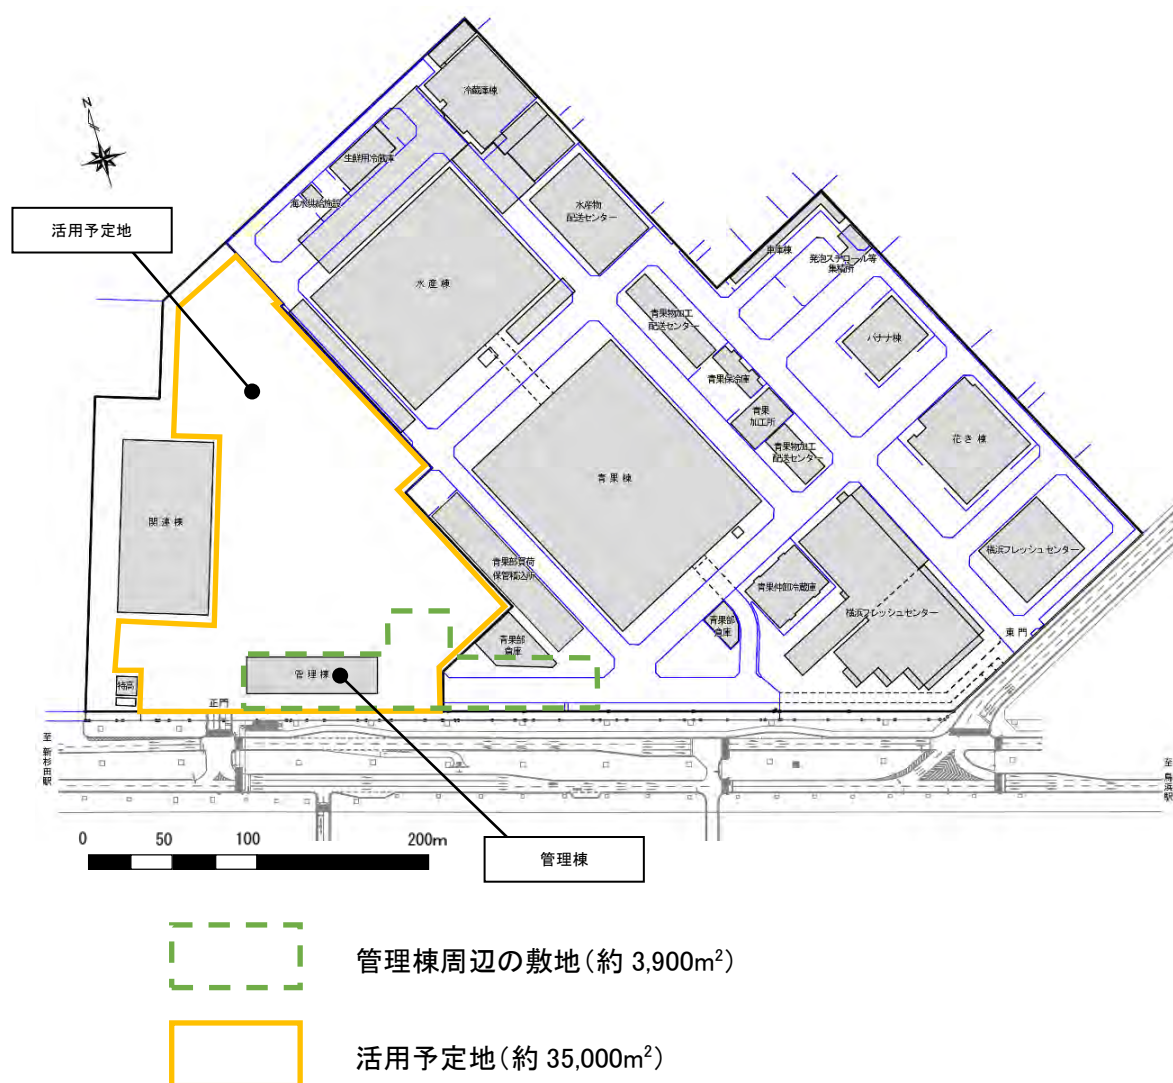 N
冷蔵庫棟
生鮮用冷蔵庫
海水供給施設
水産物
配送センター
活用予定地
車庫棟
発泡スチロール等
集積所
水産棟
青果物加工
配送センター
バナナ棟
青果保冷庫
青果
加工所
青果物加工
配送センター
花き棟
青果棟
関連棟
横浜フレッシュセンター
青果部買荷
保管積込所
青果仲卸冷蔵庫
横浜フレッシュセンター
青果部
倉庫
青果部
倉庫
東門
管理棟
特高
正門
至 新杉田駅
至 鳥浜駅
0 50 100 200m
管理棟
管理棟周辺の敷地(約 3,900m²)
活用予定地(約 35,000m²)